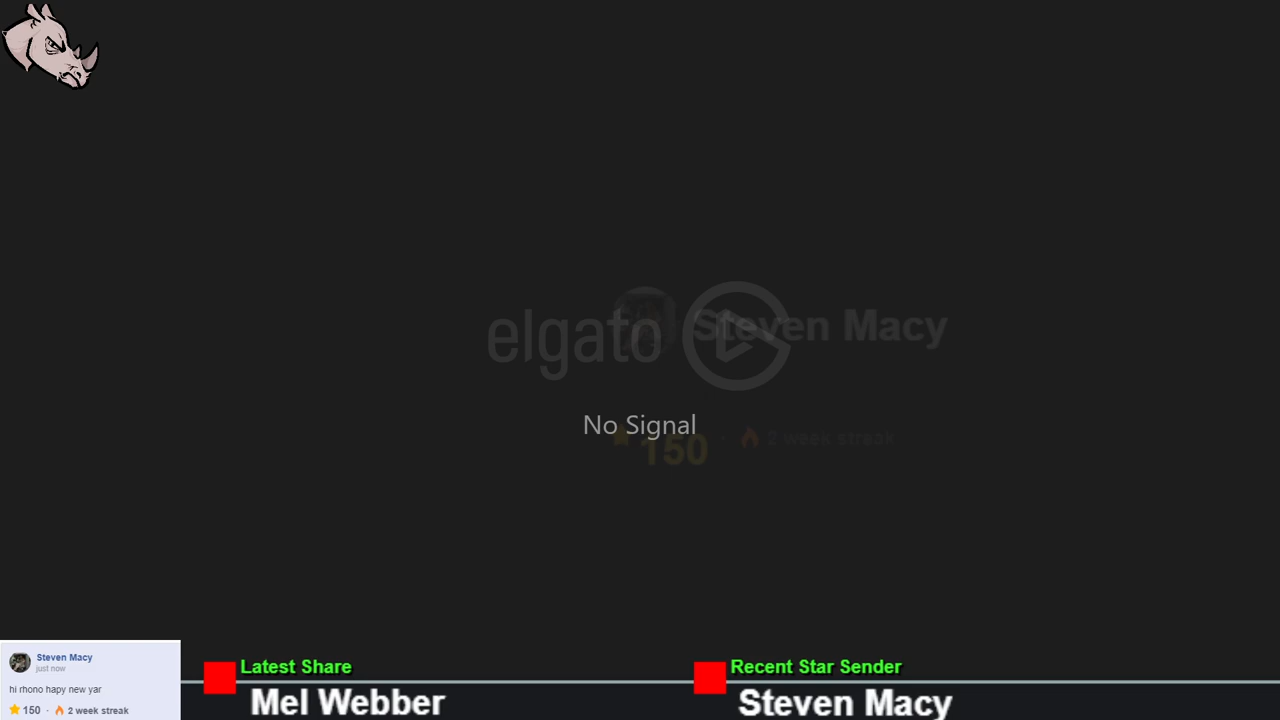 elgato
Steven Macy
No Signal
150 · 2 week streak
Steven Macy
just now
hi rhono hapy new yar
150 · 2 week streak
Latest Share
Mel Webber
Recent Star Sender
Steven Macy